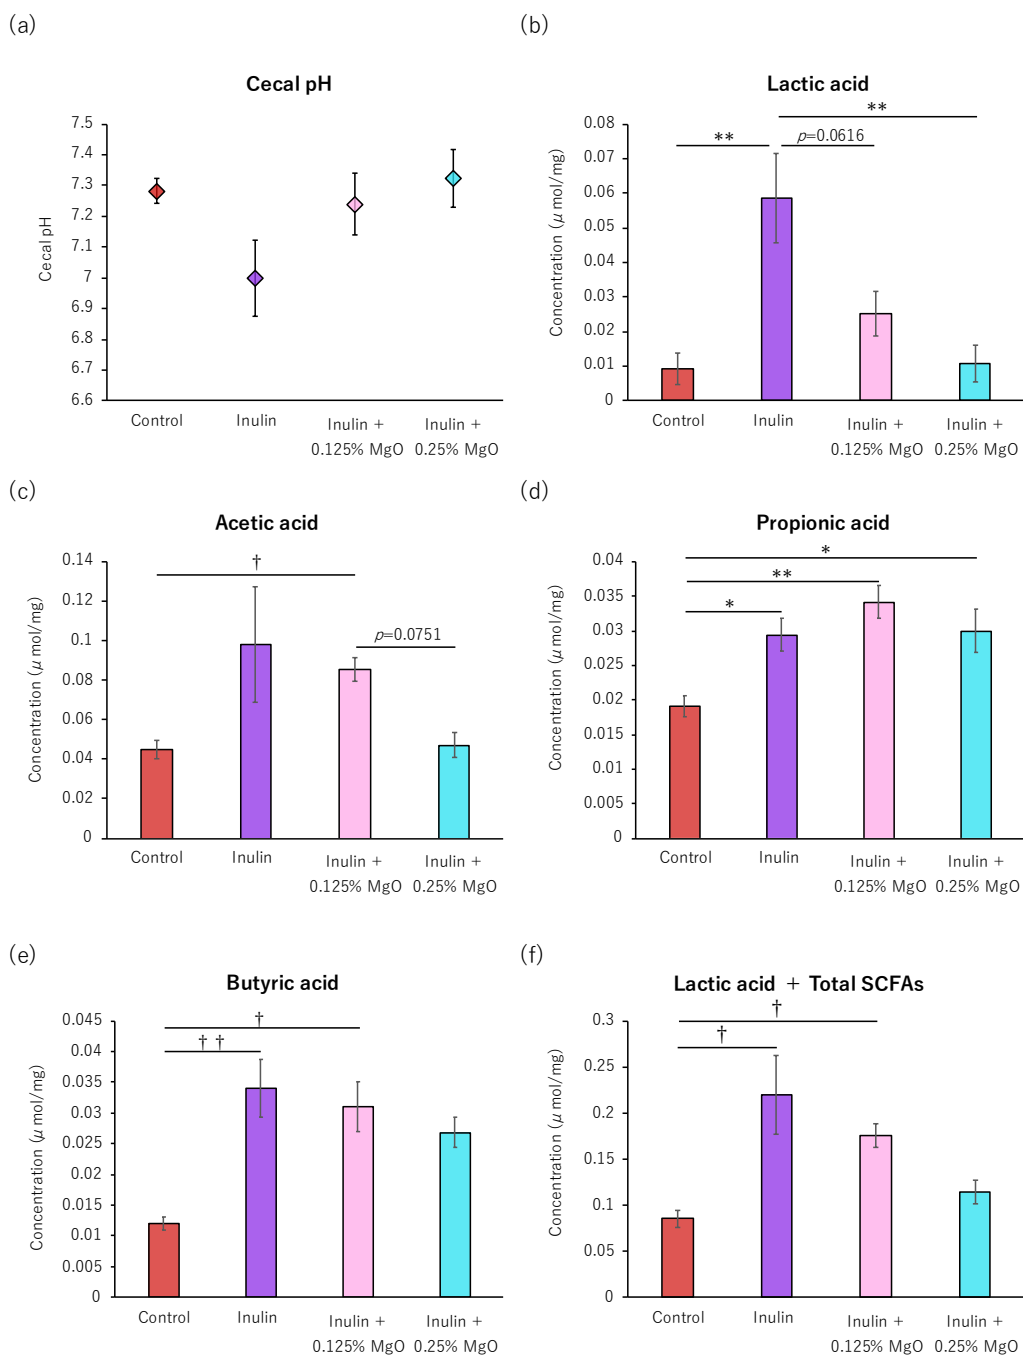 (a)
Cecal pH
7.5
7.4
7.3
7.2
7.1
7
6.9
6.8
6.7
6.6
Cecal pH
Control
Inulin
Inulin +
0.125% MgO
Inulin +
0.25% MgO
(b)
Lactic acid
**
**
p=0.0616
0.08
0.07
0.06
0.05
0.04
0.03
0.02
0.01
0
Concentration (μ mol/mg)
Control
Inulin
Inulin +
0.125% MgO
Inulin +
0.25% MgO
(c)
Acetic acid
†
p=0.0751
0.14
0.12
0.1
0.08
0.06
0.04
0.02
0
Concentration (μ mol/mg)
Control
Inulin
Inulin +
0.125% MgO
Inulin +
0.25% MgO
(d)
Propionic acid
*
**
*
0.04
0.035
0.03
0.025
0.02
0.015
0.01
0.005
0
Concentration (μ mol/mg)
Control
Inulin
Inulin +
0.125% MgO
Inulin +
0.25% MgO
(e)
Butyric acid
†
† †
0.045
0.04
0.035
0.03
0.025
0.02
0.015
0.01
0.005
0
Concentration (μ mol/mg)
Control
Inulin
Inulin +
0.125% MgO
Inulin +
0.25% MgO
(f)
Lactic acid + Total SCFAs
†
†
0.3
0.25
0.2
0.15
0.1
0.05
0
Concentration (μ mol/mg)
Control
Inulin
Inulin +
0.125% MgO
Inulin +
0.25% MgO